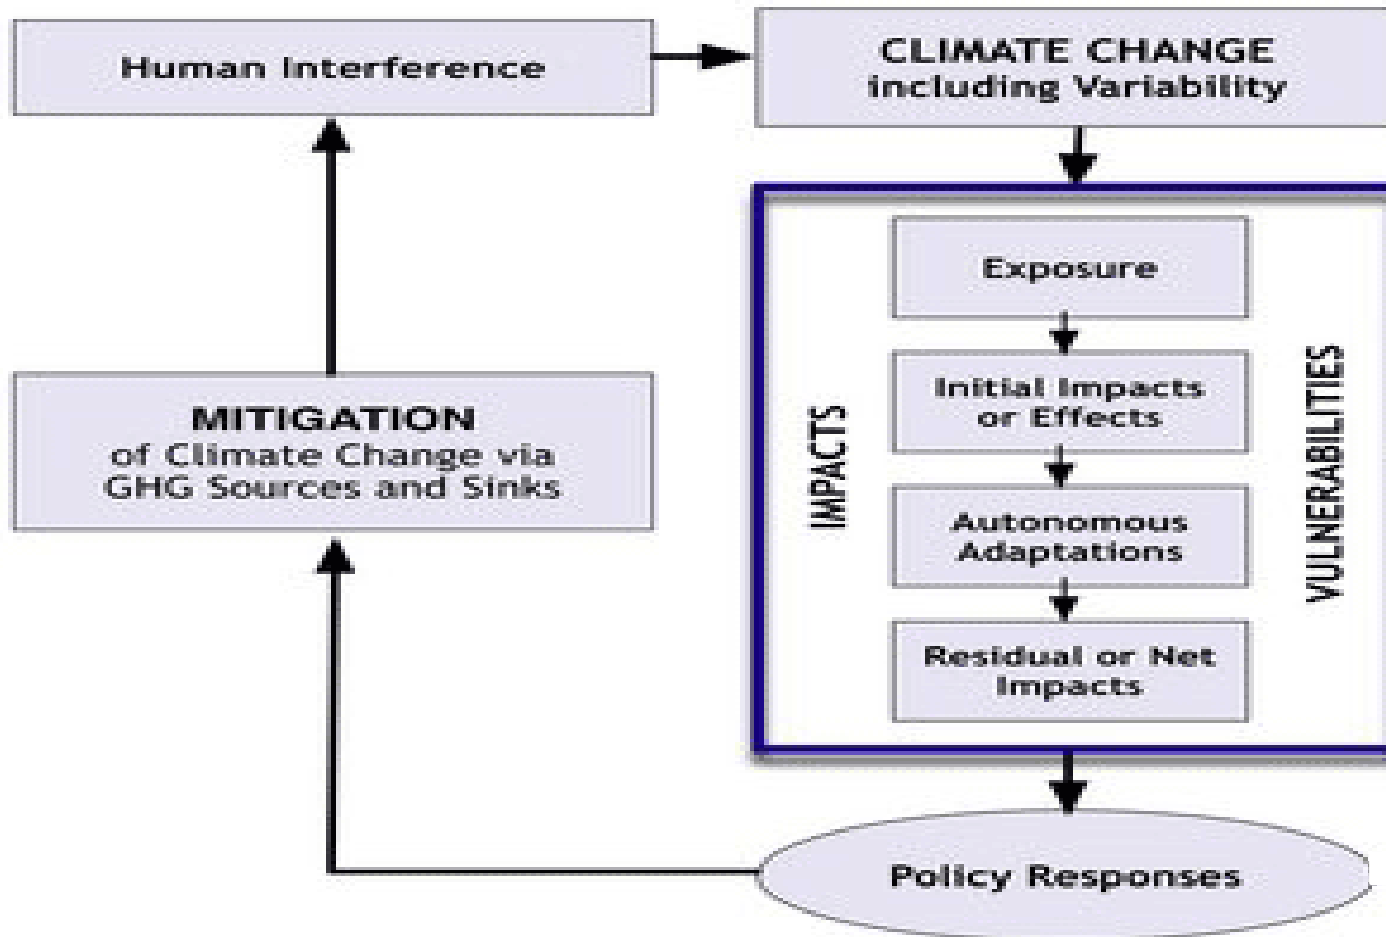 Human Interference
CLIMATE CHANGE
including Variability
Exposure
Initial Impacts
or Effects
IMPACTS
VULNERABILITIES
MITIGATION
of Climate Change via
GHG Sources and Sinks
Autonomous
Adaptations
Residual or Net
Impacts
Policy Responses